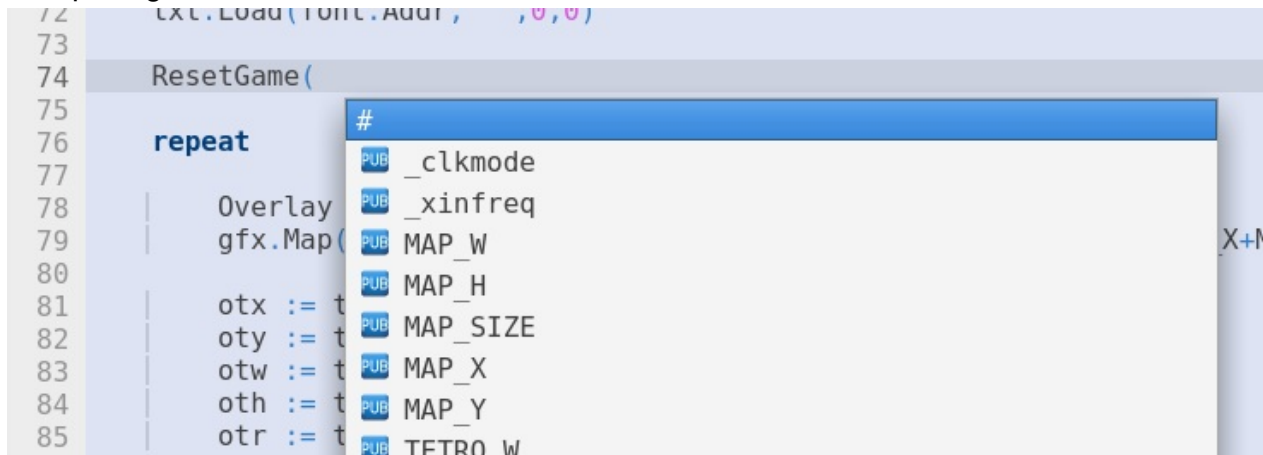 72 txt.Load(font.Addr, ,0,0)
73
74 ResetGame(
75
#
76 repeat
_clkmode
77
78 Overlay
_xinfreq
79 gfx.Map(
MAP_W
X+
80
MAP_H
81 otx := t
82 oty := t
MAP_SIZE
83 otw := t
MAP_X
84 oth := t
MAP_Y
85 otr := t
TETRO_W
PUB
PUB
PUB
PUB
PUB
PUB
PUB
PUB